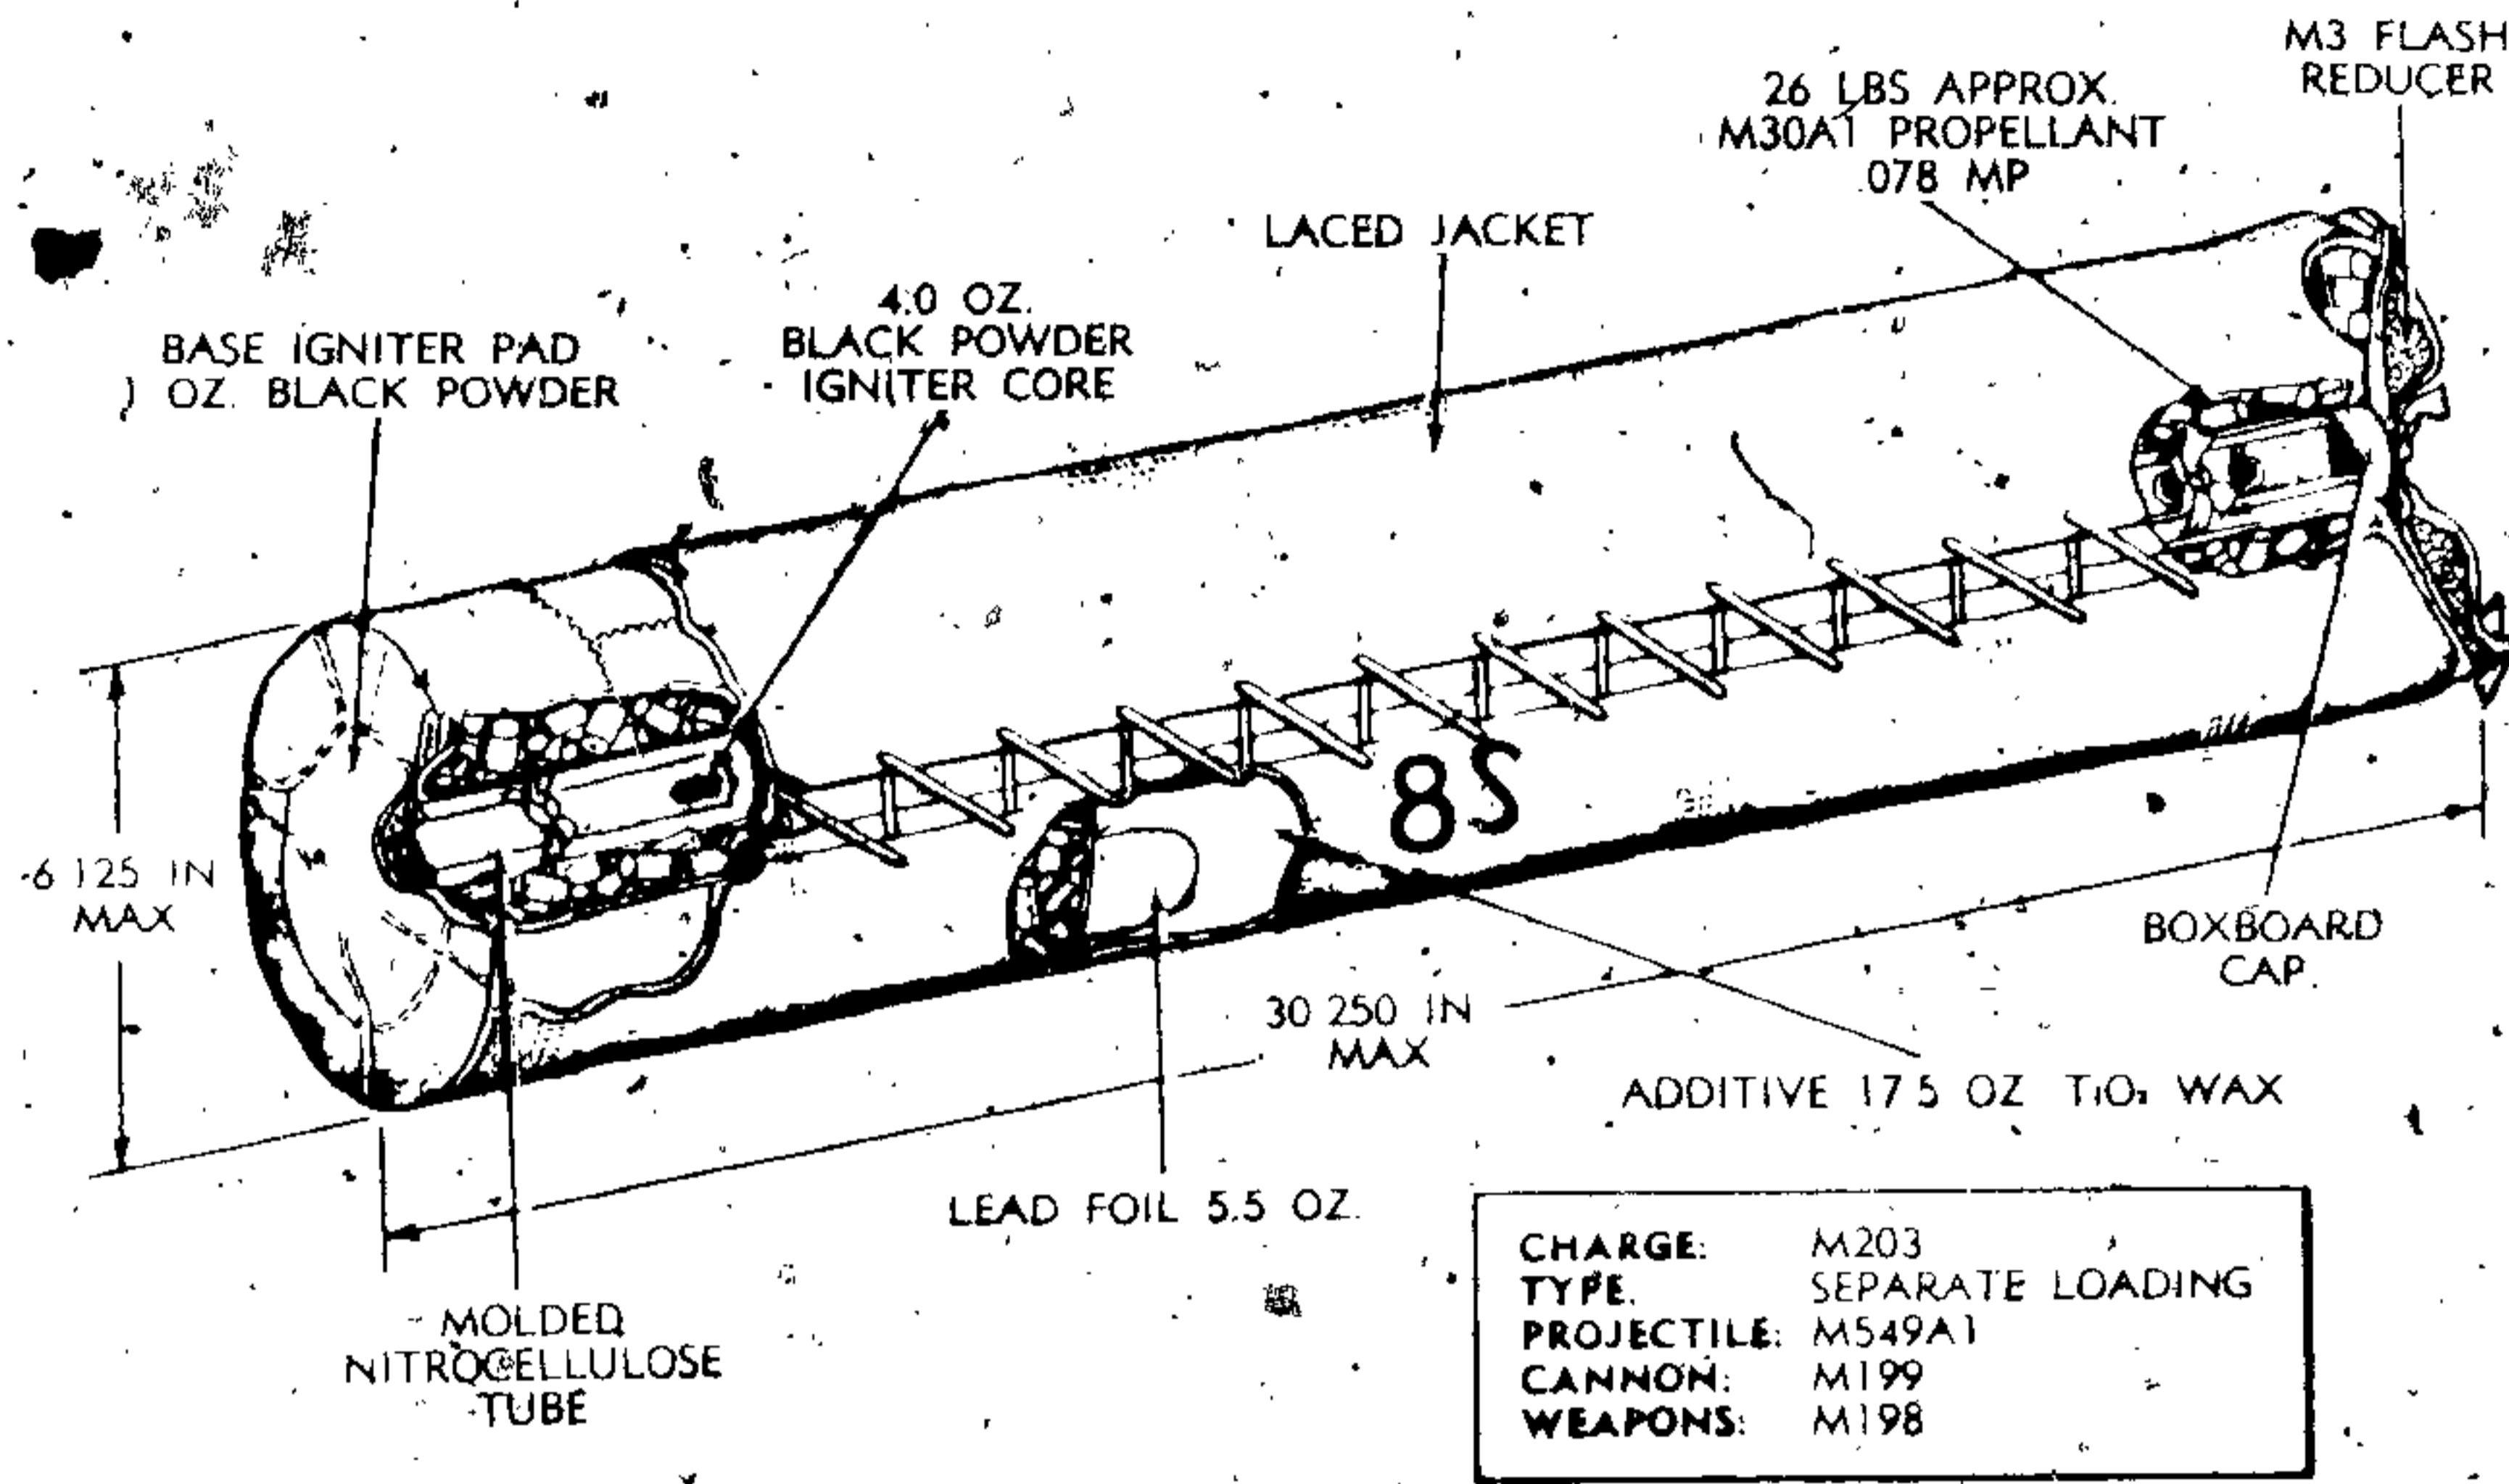 M3 FLASH
REDUCER
26 LBS APPROX.
M30A1 PROPELLANT
.078 MP
LACED JACKET
4.0 OZ.
BLACK POWDER
IGNITER CORE
BASE IGNITER PAD
1 OZ. BLACK POWDER
8S
6.125 IN
MAX
BOXBOARD
CAP
30.250 IN
MAX
ADDITIVE 17.5 OZ TiO₂ WAX
LEAD FOIL 5.5 OZ.
MOLDED
NITROCELLULOSE
TUBE
CHARGE: M203
TYPE. SEPARATE LOADING
PROJECTILE: M549A1
CANNON: M199
WEAPONS: M198